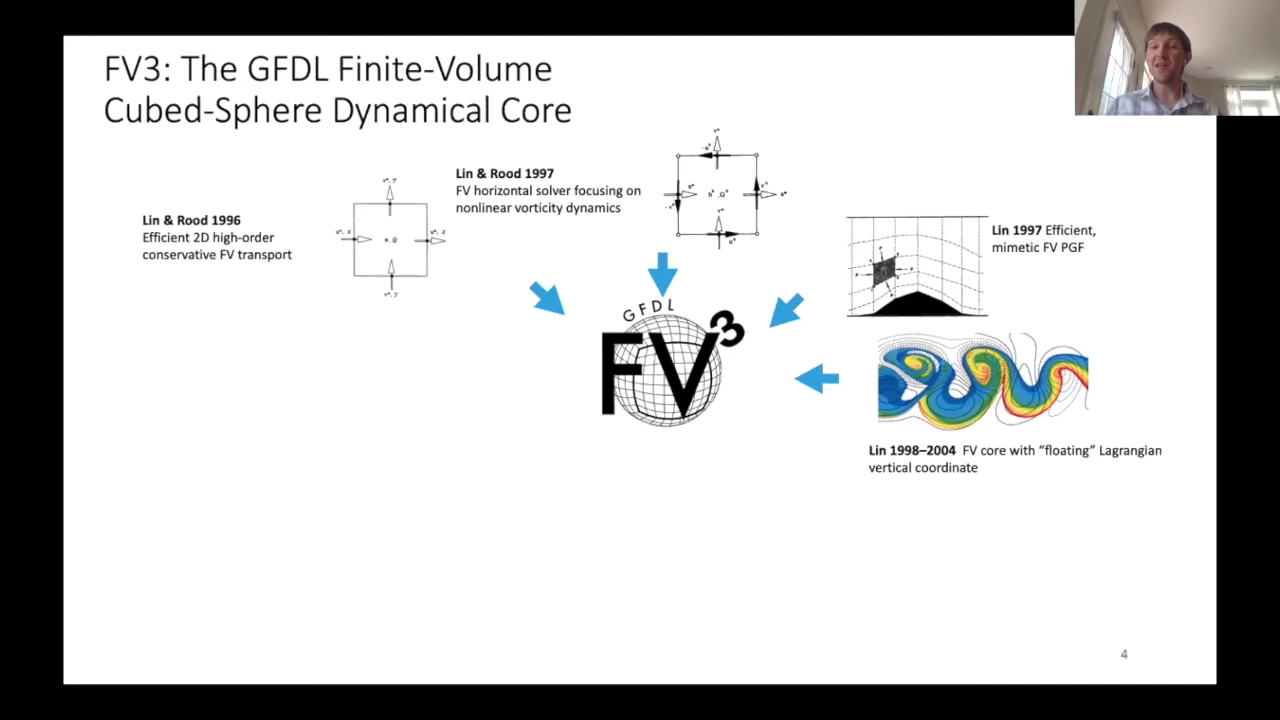 FV3: The GFDL Finite-Volume
Cubed-Sphere Dynamical Core
Lin & Rood 1996
Efficient 2D high-order
conservative FV transport
Lin & Rood 1997
FV horizontal solver focusing on
nonlinear vorticity dynamics
Lin 1997 Efficient,
mimetic FV PGF
GFDL
FV3
Lin 1998–2004 FV core with “floating” Lagrangian
vertical coordinate
4